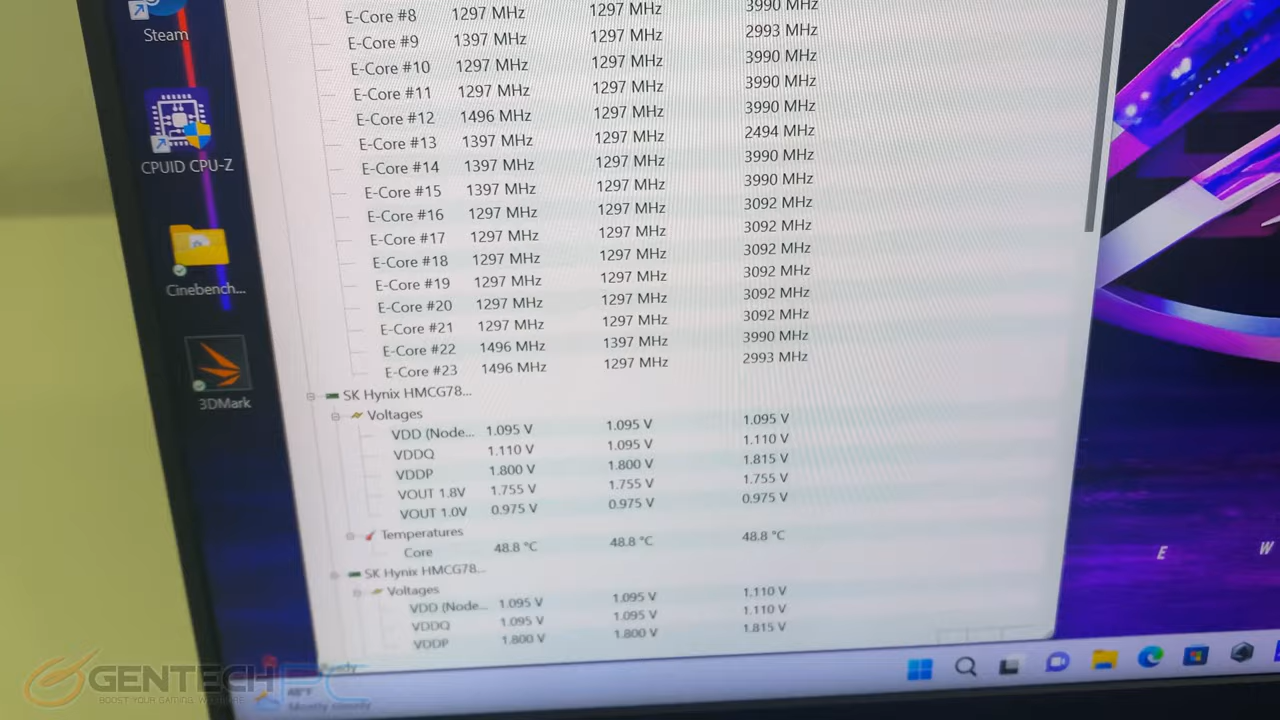 Steam
CPUID CPU-Z
Cinebench...
3DMark
E-Core #8 1297 MHz 1297 MHz 3990 MHz
E-Core #9 1397 MHz 1297 MHz 2993 MHz
E-Core #10 1297 MHz 1297 MHz 3990 MHz
E-Core #11 1297 MHz 1297 MHz 3990 MHz
E-Core #12 1496 MHz 1297 MHz 3990 MHz
E-Core #13 1397 MHz 1297 MHz 2494 MHz
E-Core #14 1397 MHz 1297 MHz 3990 MHz
E-Core #15 1397 MHz 1297 MHz 3990 MHz
E-Core #16 1297 MHz 1297 MHz 3092 MHz
E-Core #17 1297 MHz 1297 MHz 3092 MHz
E-Core #18 1297 MHz 1297 MHz 3092 MHz
E-Core #19 1297 MHz 1297 MHz 3092 MHz
E-Core #20 1297 MHz 1297 MHz 3092 MHz
E-Core #21 1297 MHz 1297 MHz 3092 MHz
E-Core #22 1496 MHz 1397 MHz 3990 MHz
E-Core #23 1496 MHz 1297 MHz 2993 MHz
SK Hynix HMCG78...
Voltages
VDD (Node... 1.095 V 1.095 V 1.095 V
VDDQ 1.110 V 1.095 V 1.110 V
VDDP 1.800 V 1.800 V 1.815 V
VOUT 1.8V 1.755 V 1.755 V 1.755 V
VOUT 1.0V 0.975 V 0.975 V 0.975 V
Temperatures
Core 48.8 °C 48.8 °C 48.8 °C
SK Hynix HMCG78...
Voltages
VDD (Node... 1.095 V 1.095 V 1.110 V
VDDQ 1.095 V 1.095 V 1.110 V
VDDP 1.800 V 1.800 V 1.815 V
E W
Ready
Mostly cloudy
GENTECH PC
BOOST YOUR GAMING